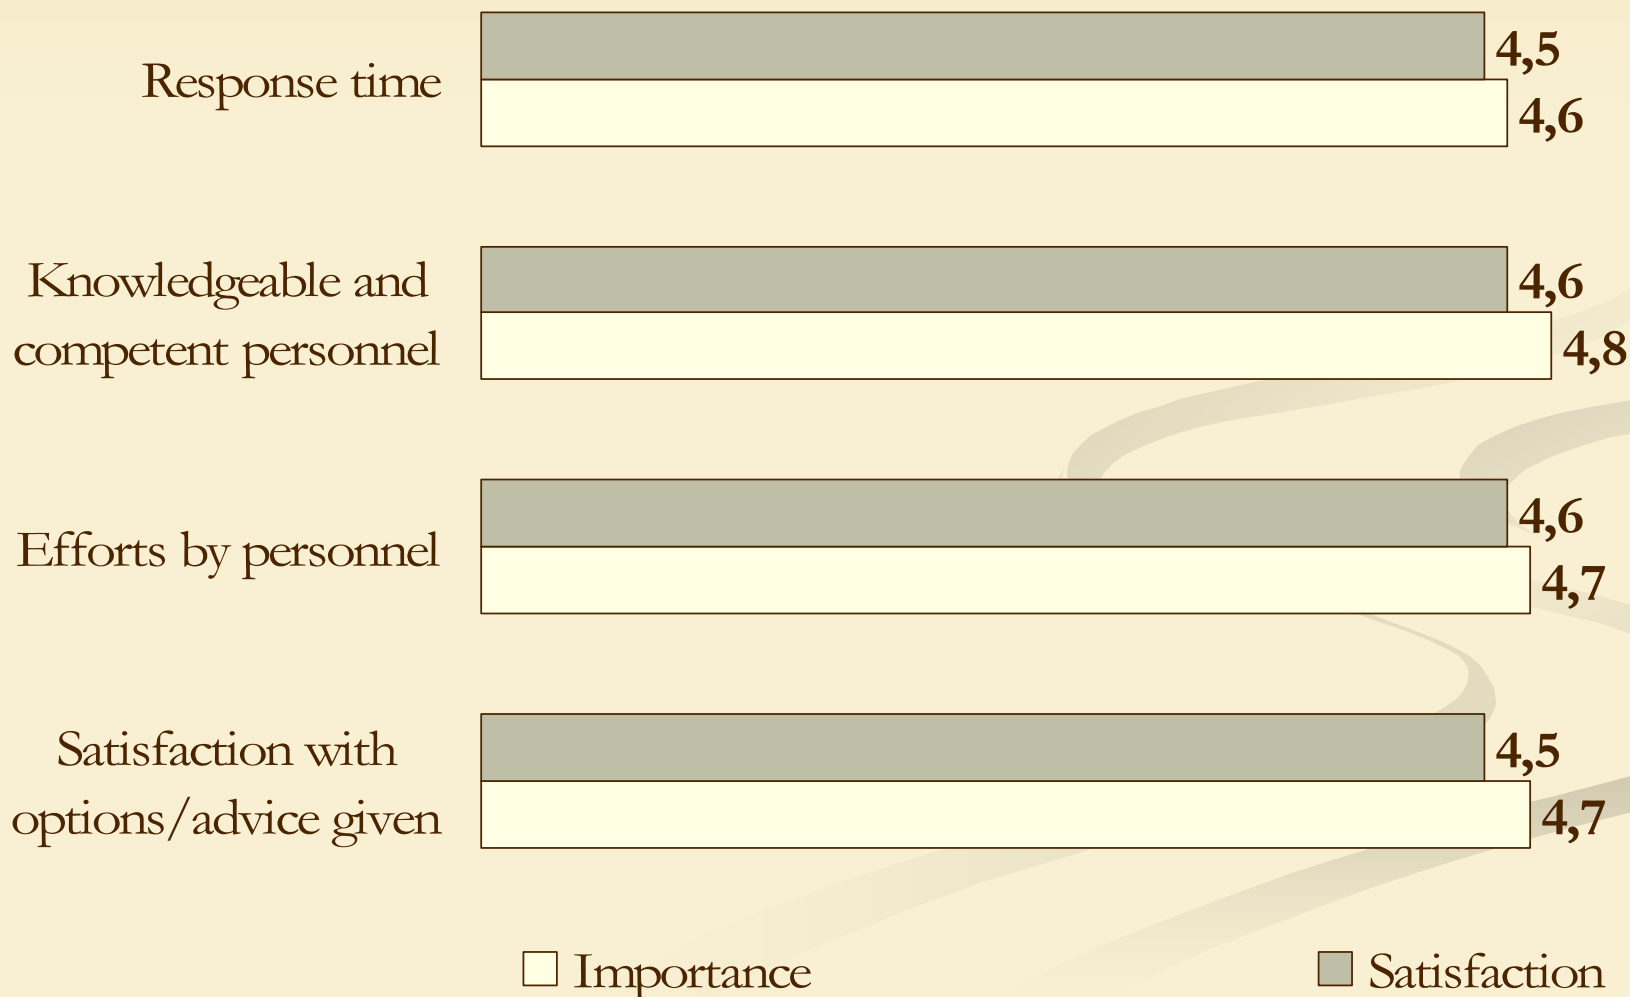 4,5
Response time
4,6
Knowledgeable and
4,6
competent personnel
4,8
4,6
Efforts by personnel
4,7
Satisfaction with
4,5
options/advice given
4,7
Importance
Satisfaction